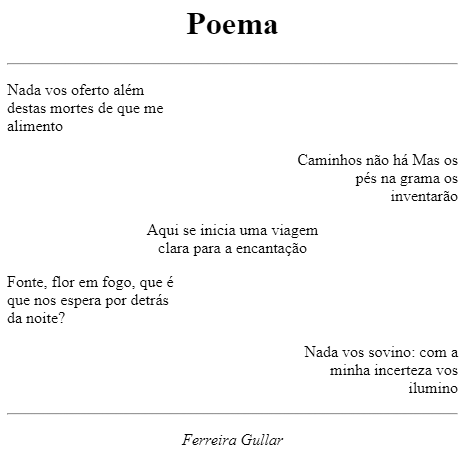 Poema
Nada vos oferto além
destas mortes de que me
alimento
Caminhos não há Mas os
pés na grama os
inventarão
Aqui se inicia uma viagem
clara para a encantação
Fonte, flor em fogo, que é
que nos espera por detrás
da noite?
Nada vos sovino: com a
minha incerteza vos
ilumino
Ferreira Gullar